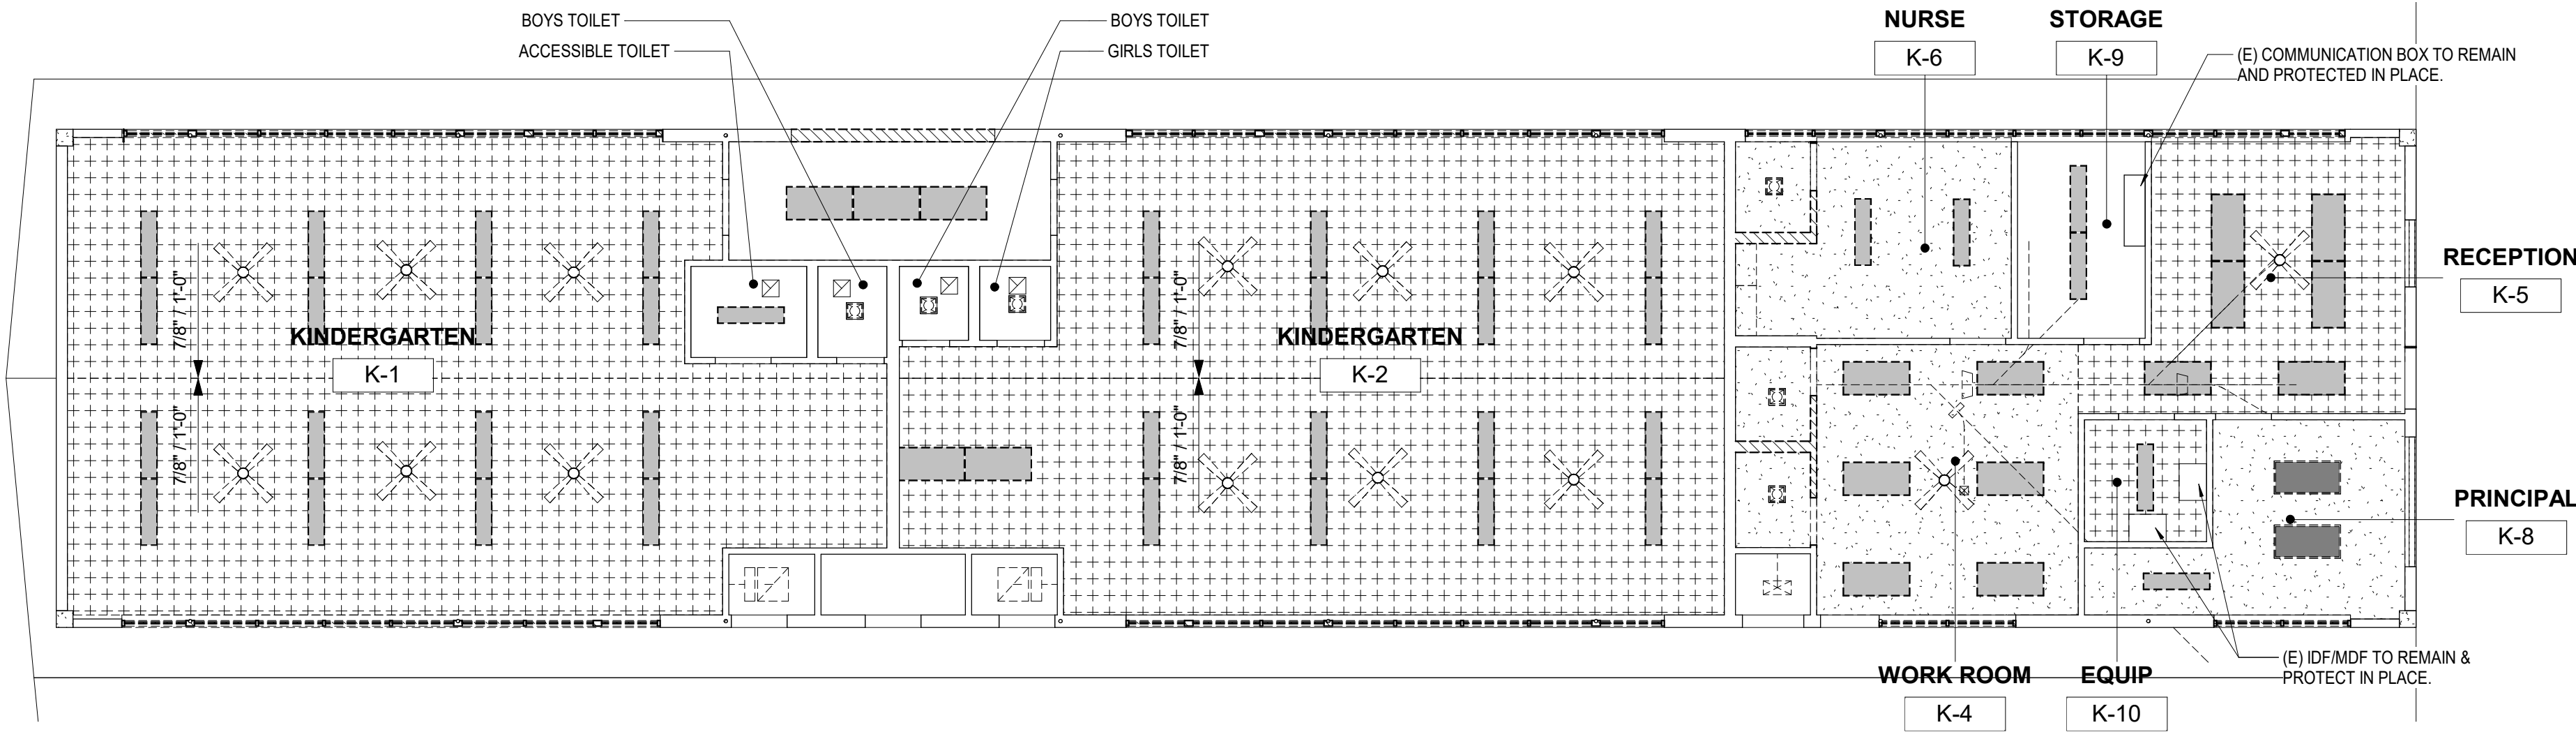 BOYS TOILET
ACCESSIBLE TOILET
BOYS TOILET
GIRLS TOILET
NURSE
K-6
STORAGE
K-9
(E) COMMUNICATION BOX TO REMAIN
AND PROTECTED IN PLACE.
RECEPTION
K-5
7/8" / 1'-0"
7/8" / 1'-0"
KINDERGARTEN
K-1
7/8" / 1'-0"
7/8" / 1'-0"
KINDERGARTEN
K-2
PRINCIPAL
K-8
WORK ROOM
K-4
EQUIP
K-10
(E) IDF/MDF TO REMAIN &
PROTECT IN PLACE.